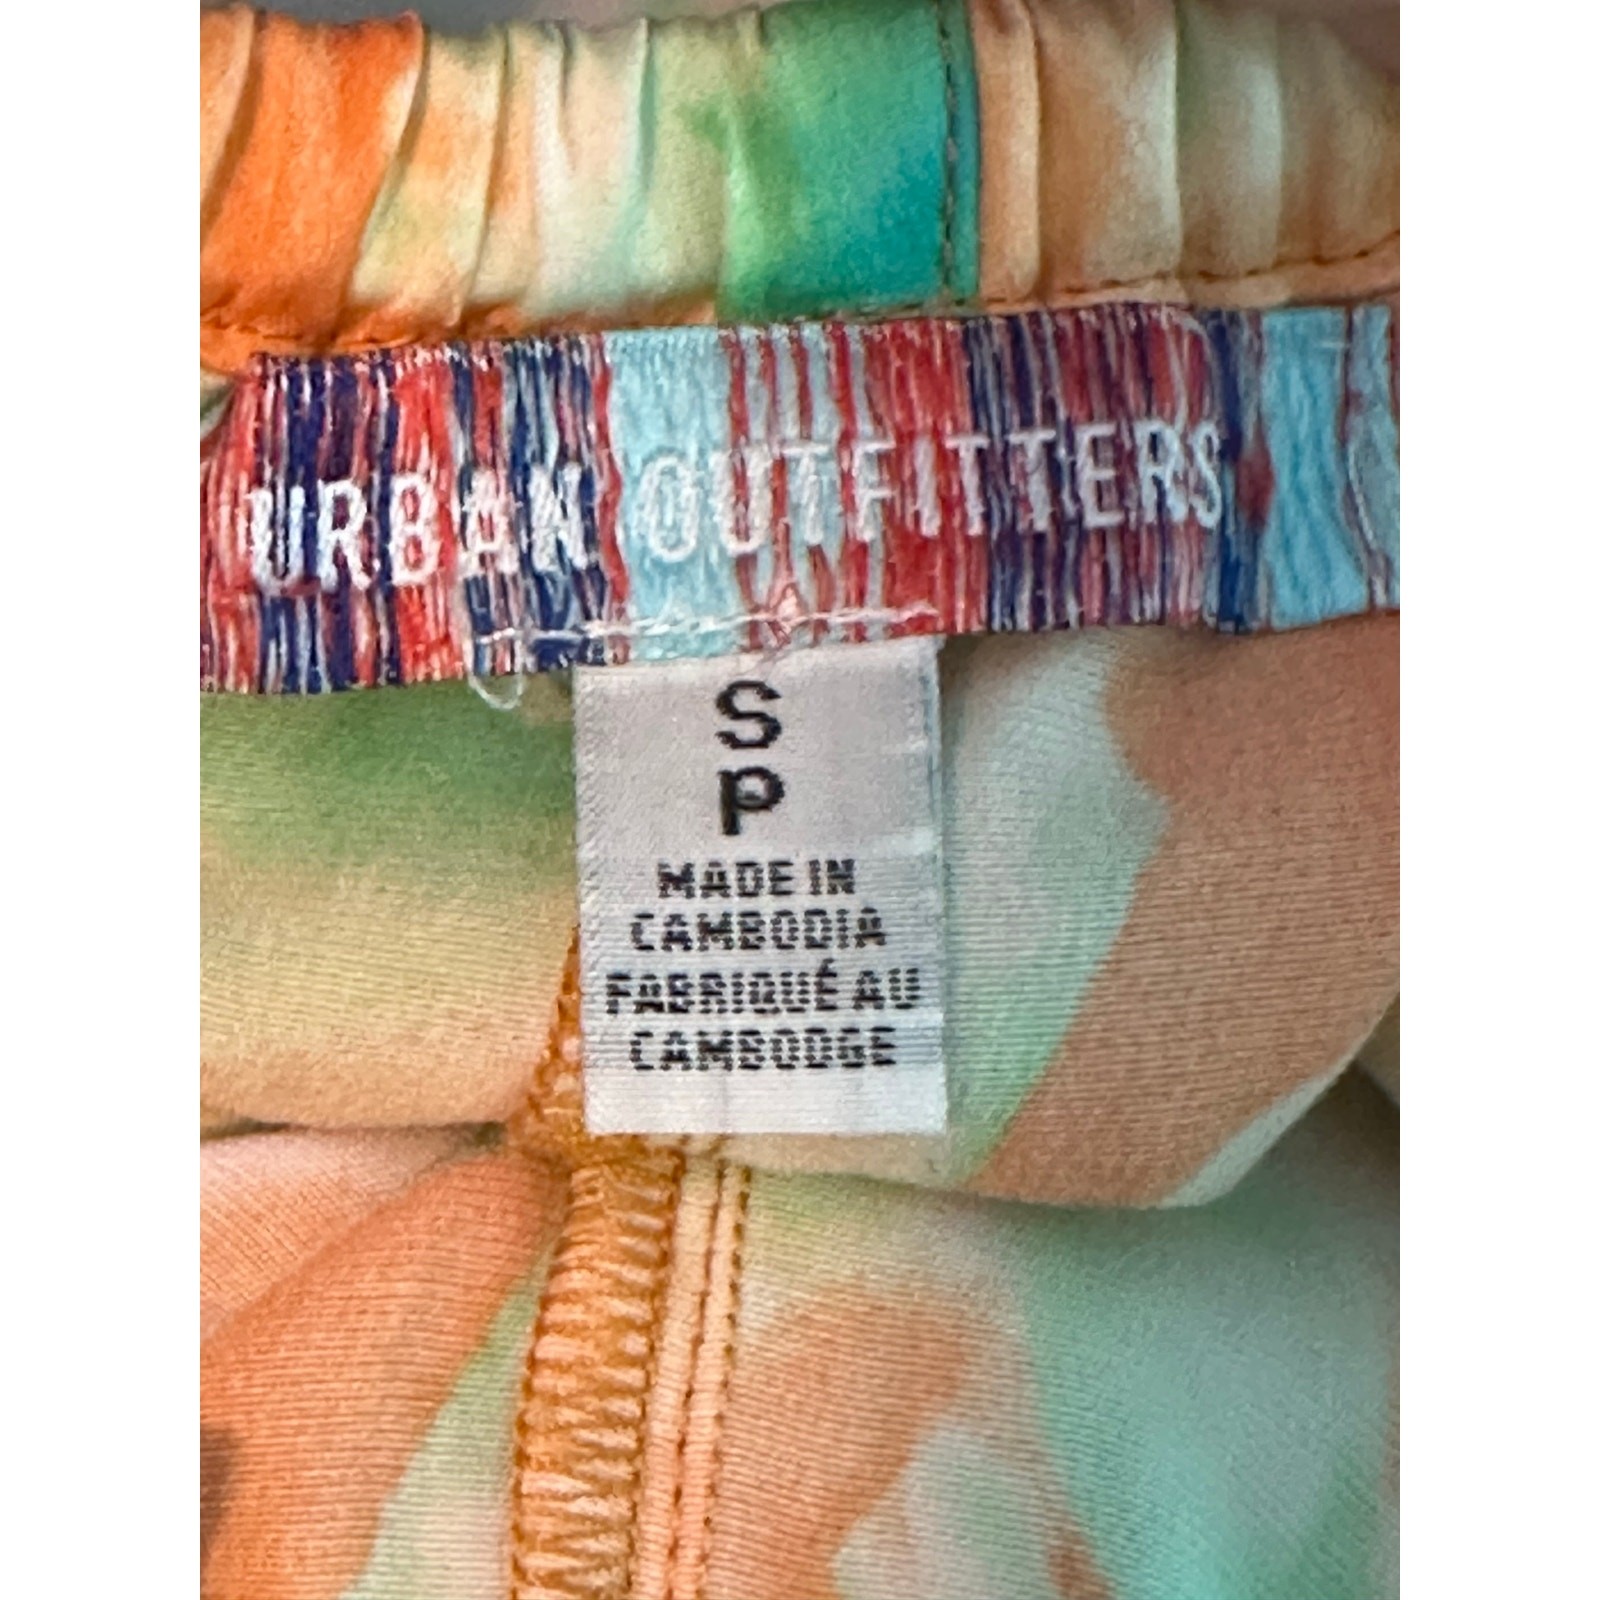 URBAN OUTFITTERS
S
P
MADE IN
CAMBODIA
FABRIQUÉ AU
CAMBODGE